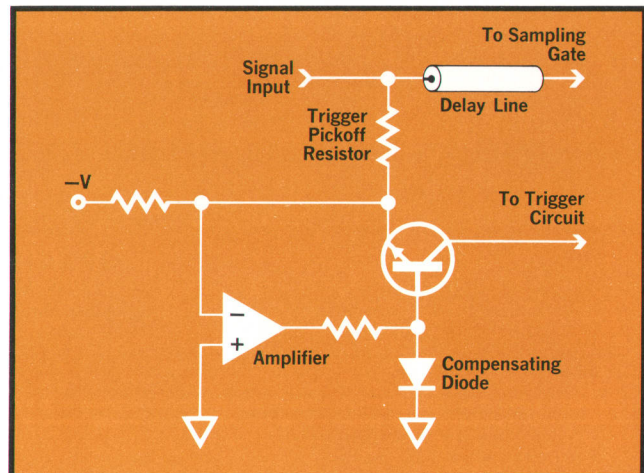 To Sampling
Gate
Signal
Input
Delay Line
Trigger
Pickoff
Resistor
–V
To Trigger
Circuit
–
+
Amplifier
Compensating
Diode